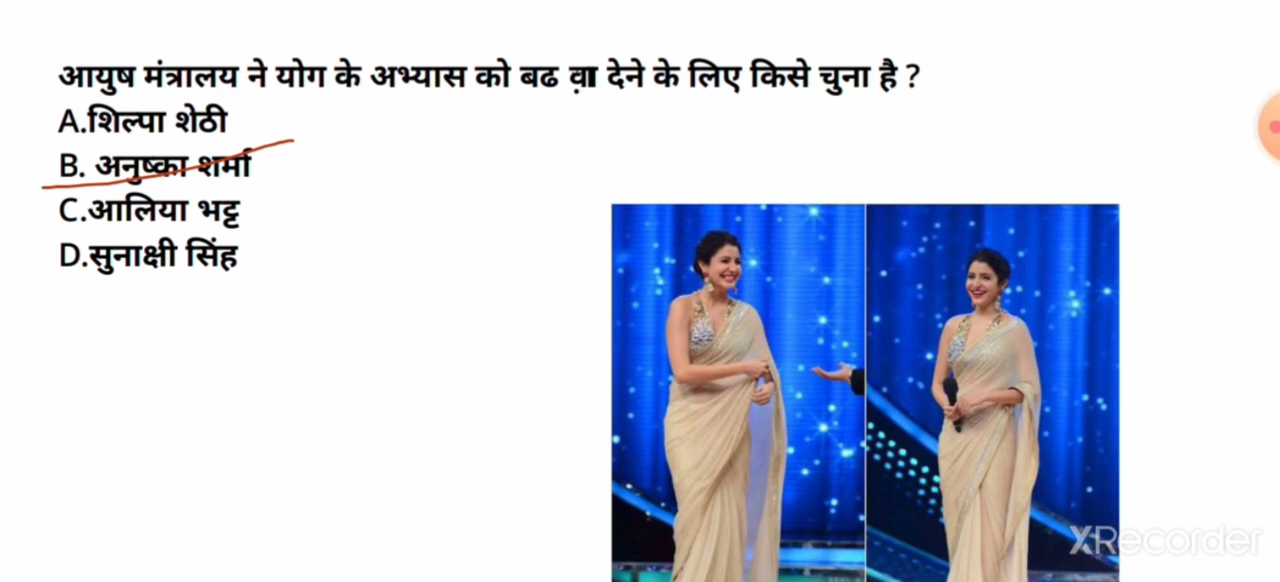 आयुष मंत्रालय ने योग के अभ्यास को बढ व़ा देने के लिए किसे चुना है ?
A.शिल्पा शेठी
B. अनुष्का शर्मा
C.आलिया भट्ट
D.सुनाक्षी सिंह
XRecorder